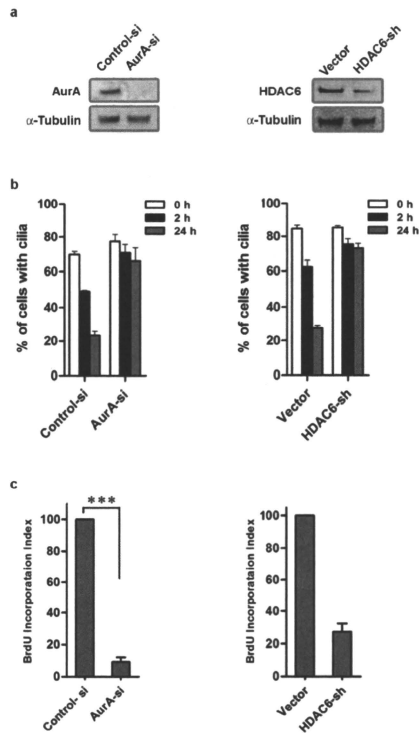 a
Control-si
AurA-si
AurA
α-Tubulin
Vector
HDAC6-sh
HDAC6
α-Tubulin
b
0 h
2 h
24 h
% of cells with cilia
100
80
60
40
20
0
Control-si
AurA-si
0 h
2 h
24 h
% of cells with cilia
100
80
60
40
20
0
Vector
HDAC6-sh
c
***
BrdU Incorporataion Index
100
80
60
40
20
0
Control- si
AurA-si
BrdU Incorporataion Index
100
80
60
40
20
0
Vector
HDAC6-sh